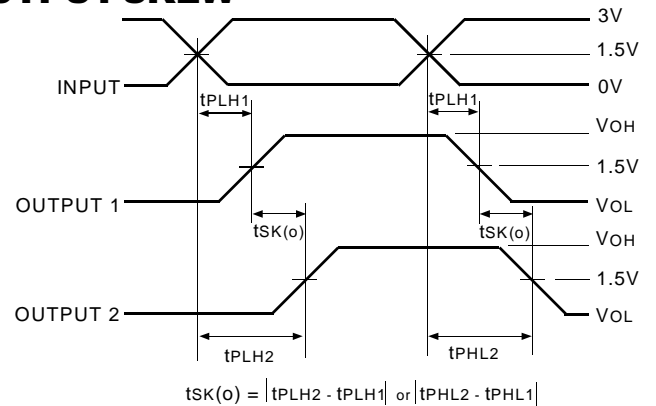 3V
1.5V
INPUT
0V
tPLH1
tPLH1
VOH
1.5V
OUTPUT 1
VOL
tSK(o)
tSK(o)
VOH
1.5V
OUTPUT 2
VOL
tPLH2
tPHL2
tSK(o) = |tPLH2 - tPLH1| or |tPHL2 - tPHL1|